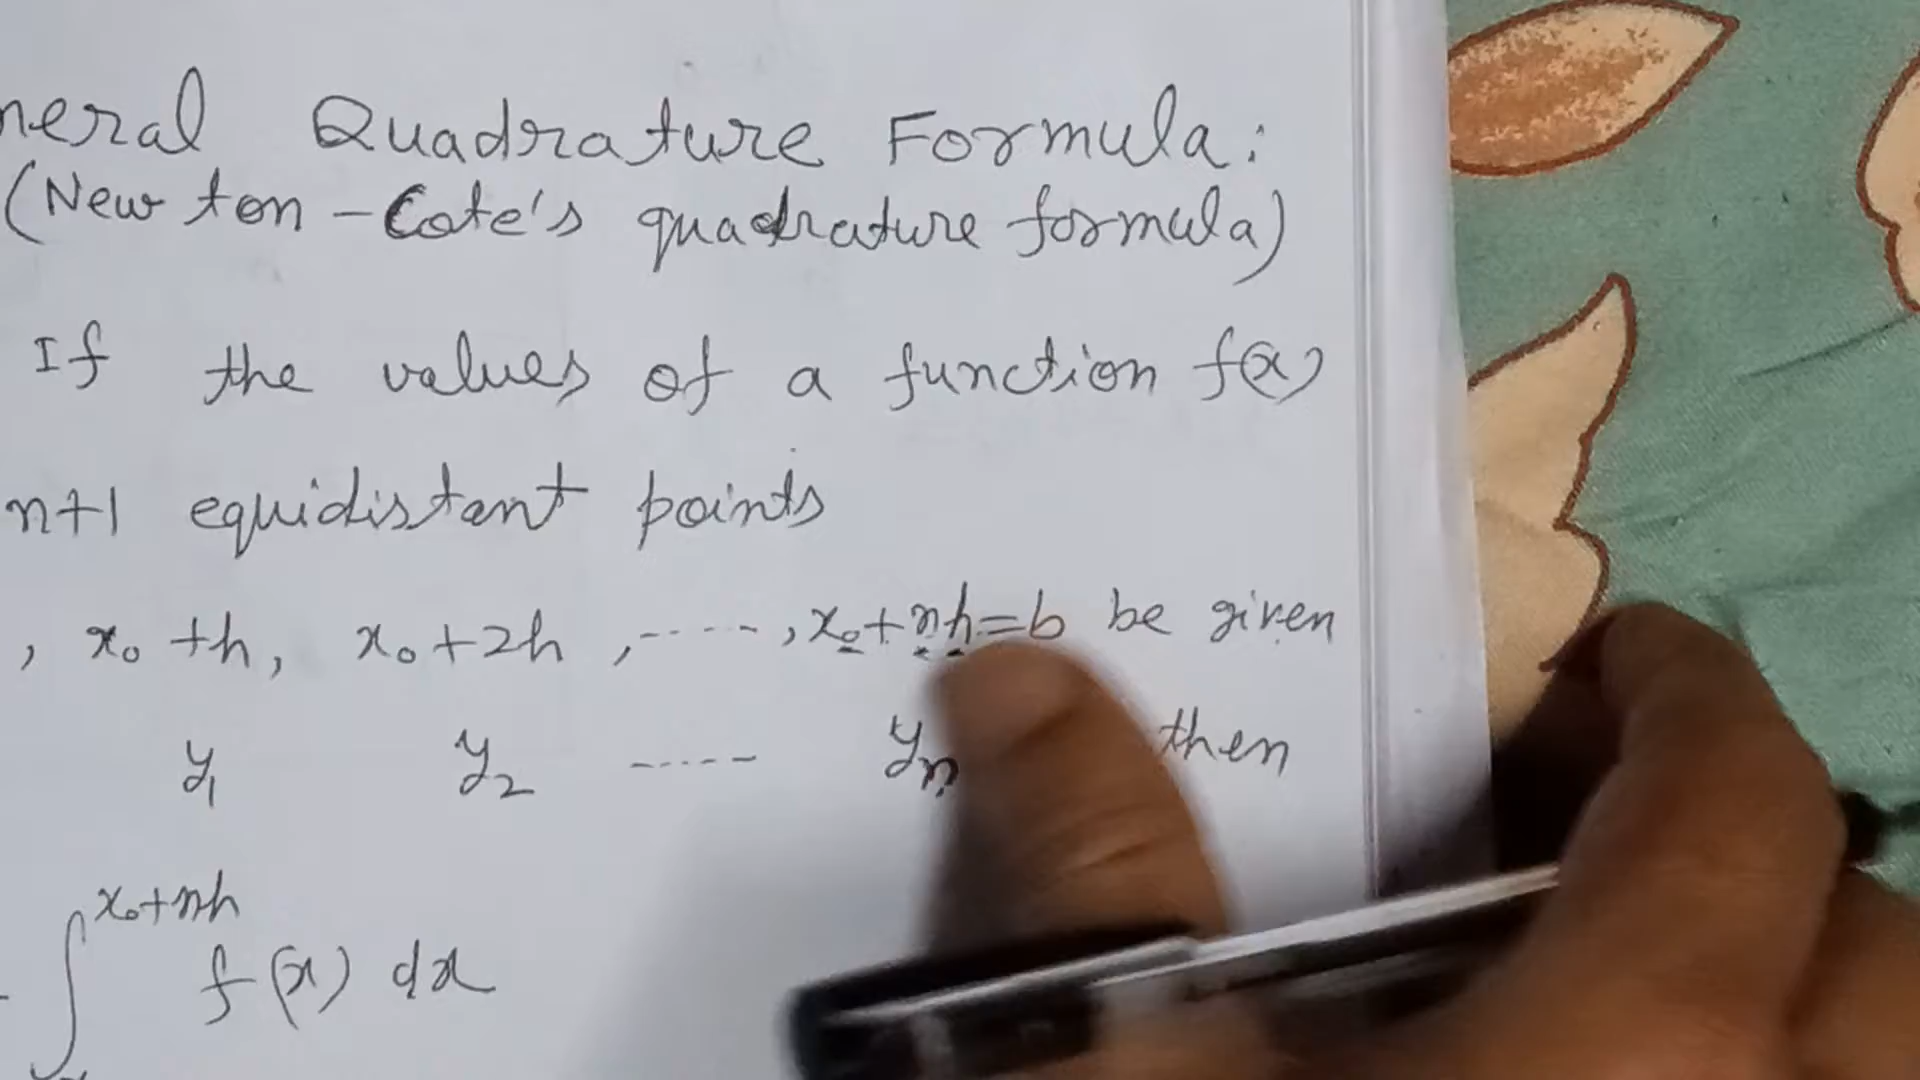 neral Quadrature Formula:
(Newton-Cote's quadrature formula)
If the values of a function f(x)
n+1 equidistant points
, x₀+h, x₀+2h, -----, x₀+nh=b be given
y₁ y₂ ----- yₙ then
∫ x₀+nh f(x) dx